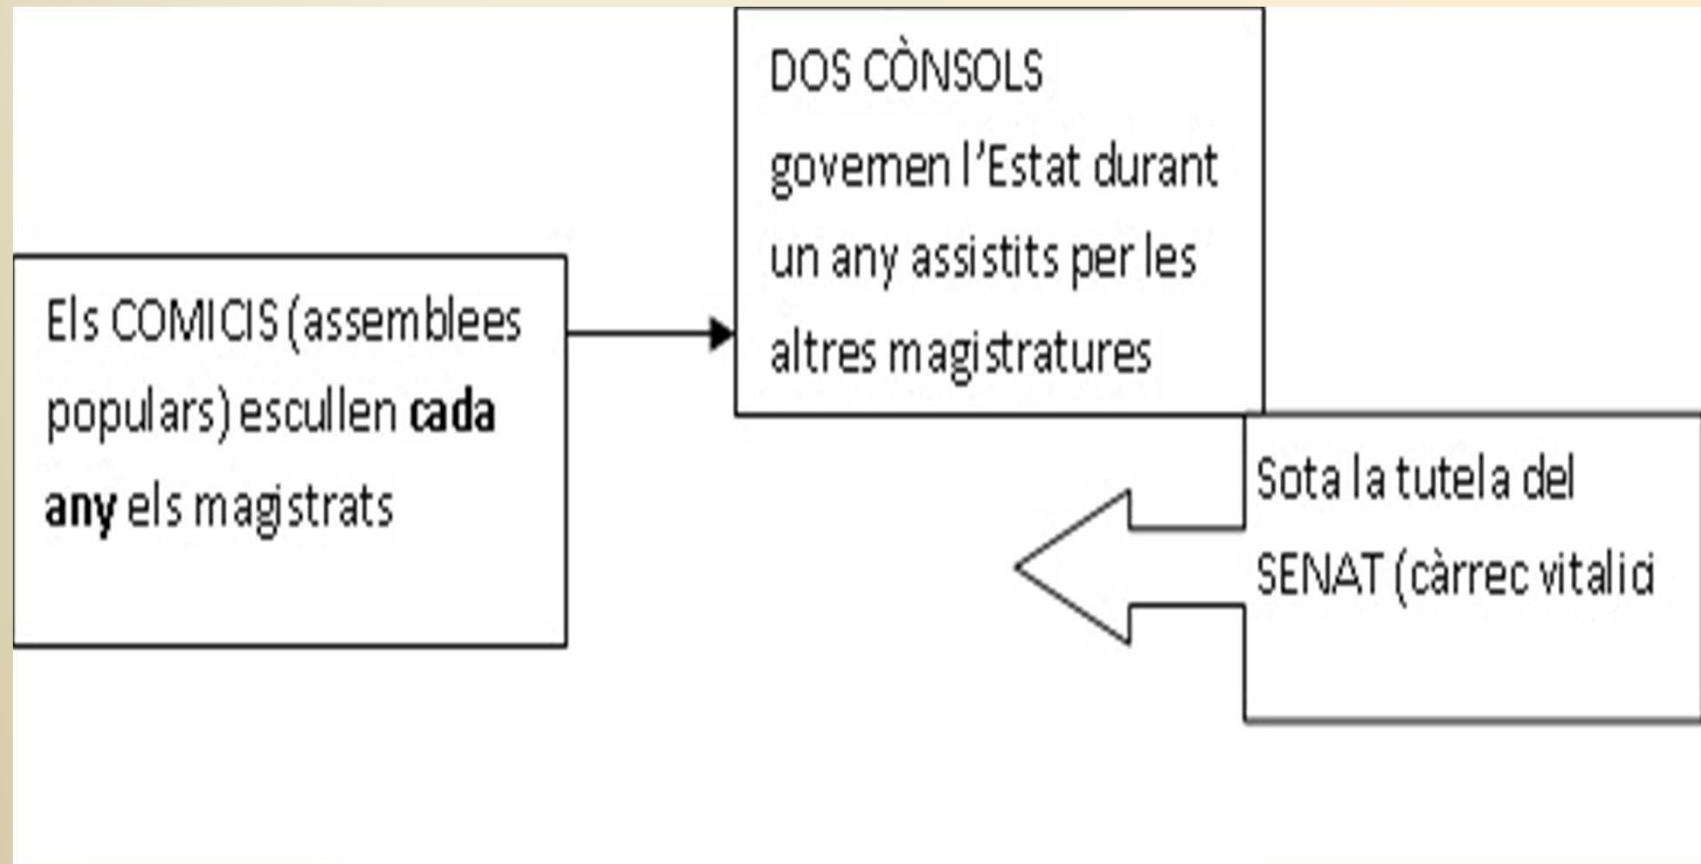 DOS CÒNSOLS
governen l'Estat durant
un any assistits per les
altres magistratures
Els COMICIS (assemblees
populars) escullen cada
any els magistrats
Sota la tutela del
SENAT (càrrec vitalici